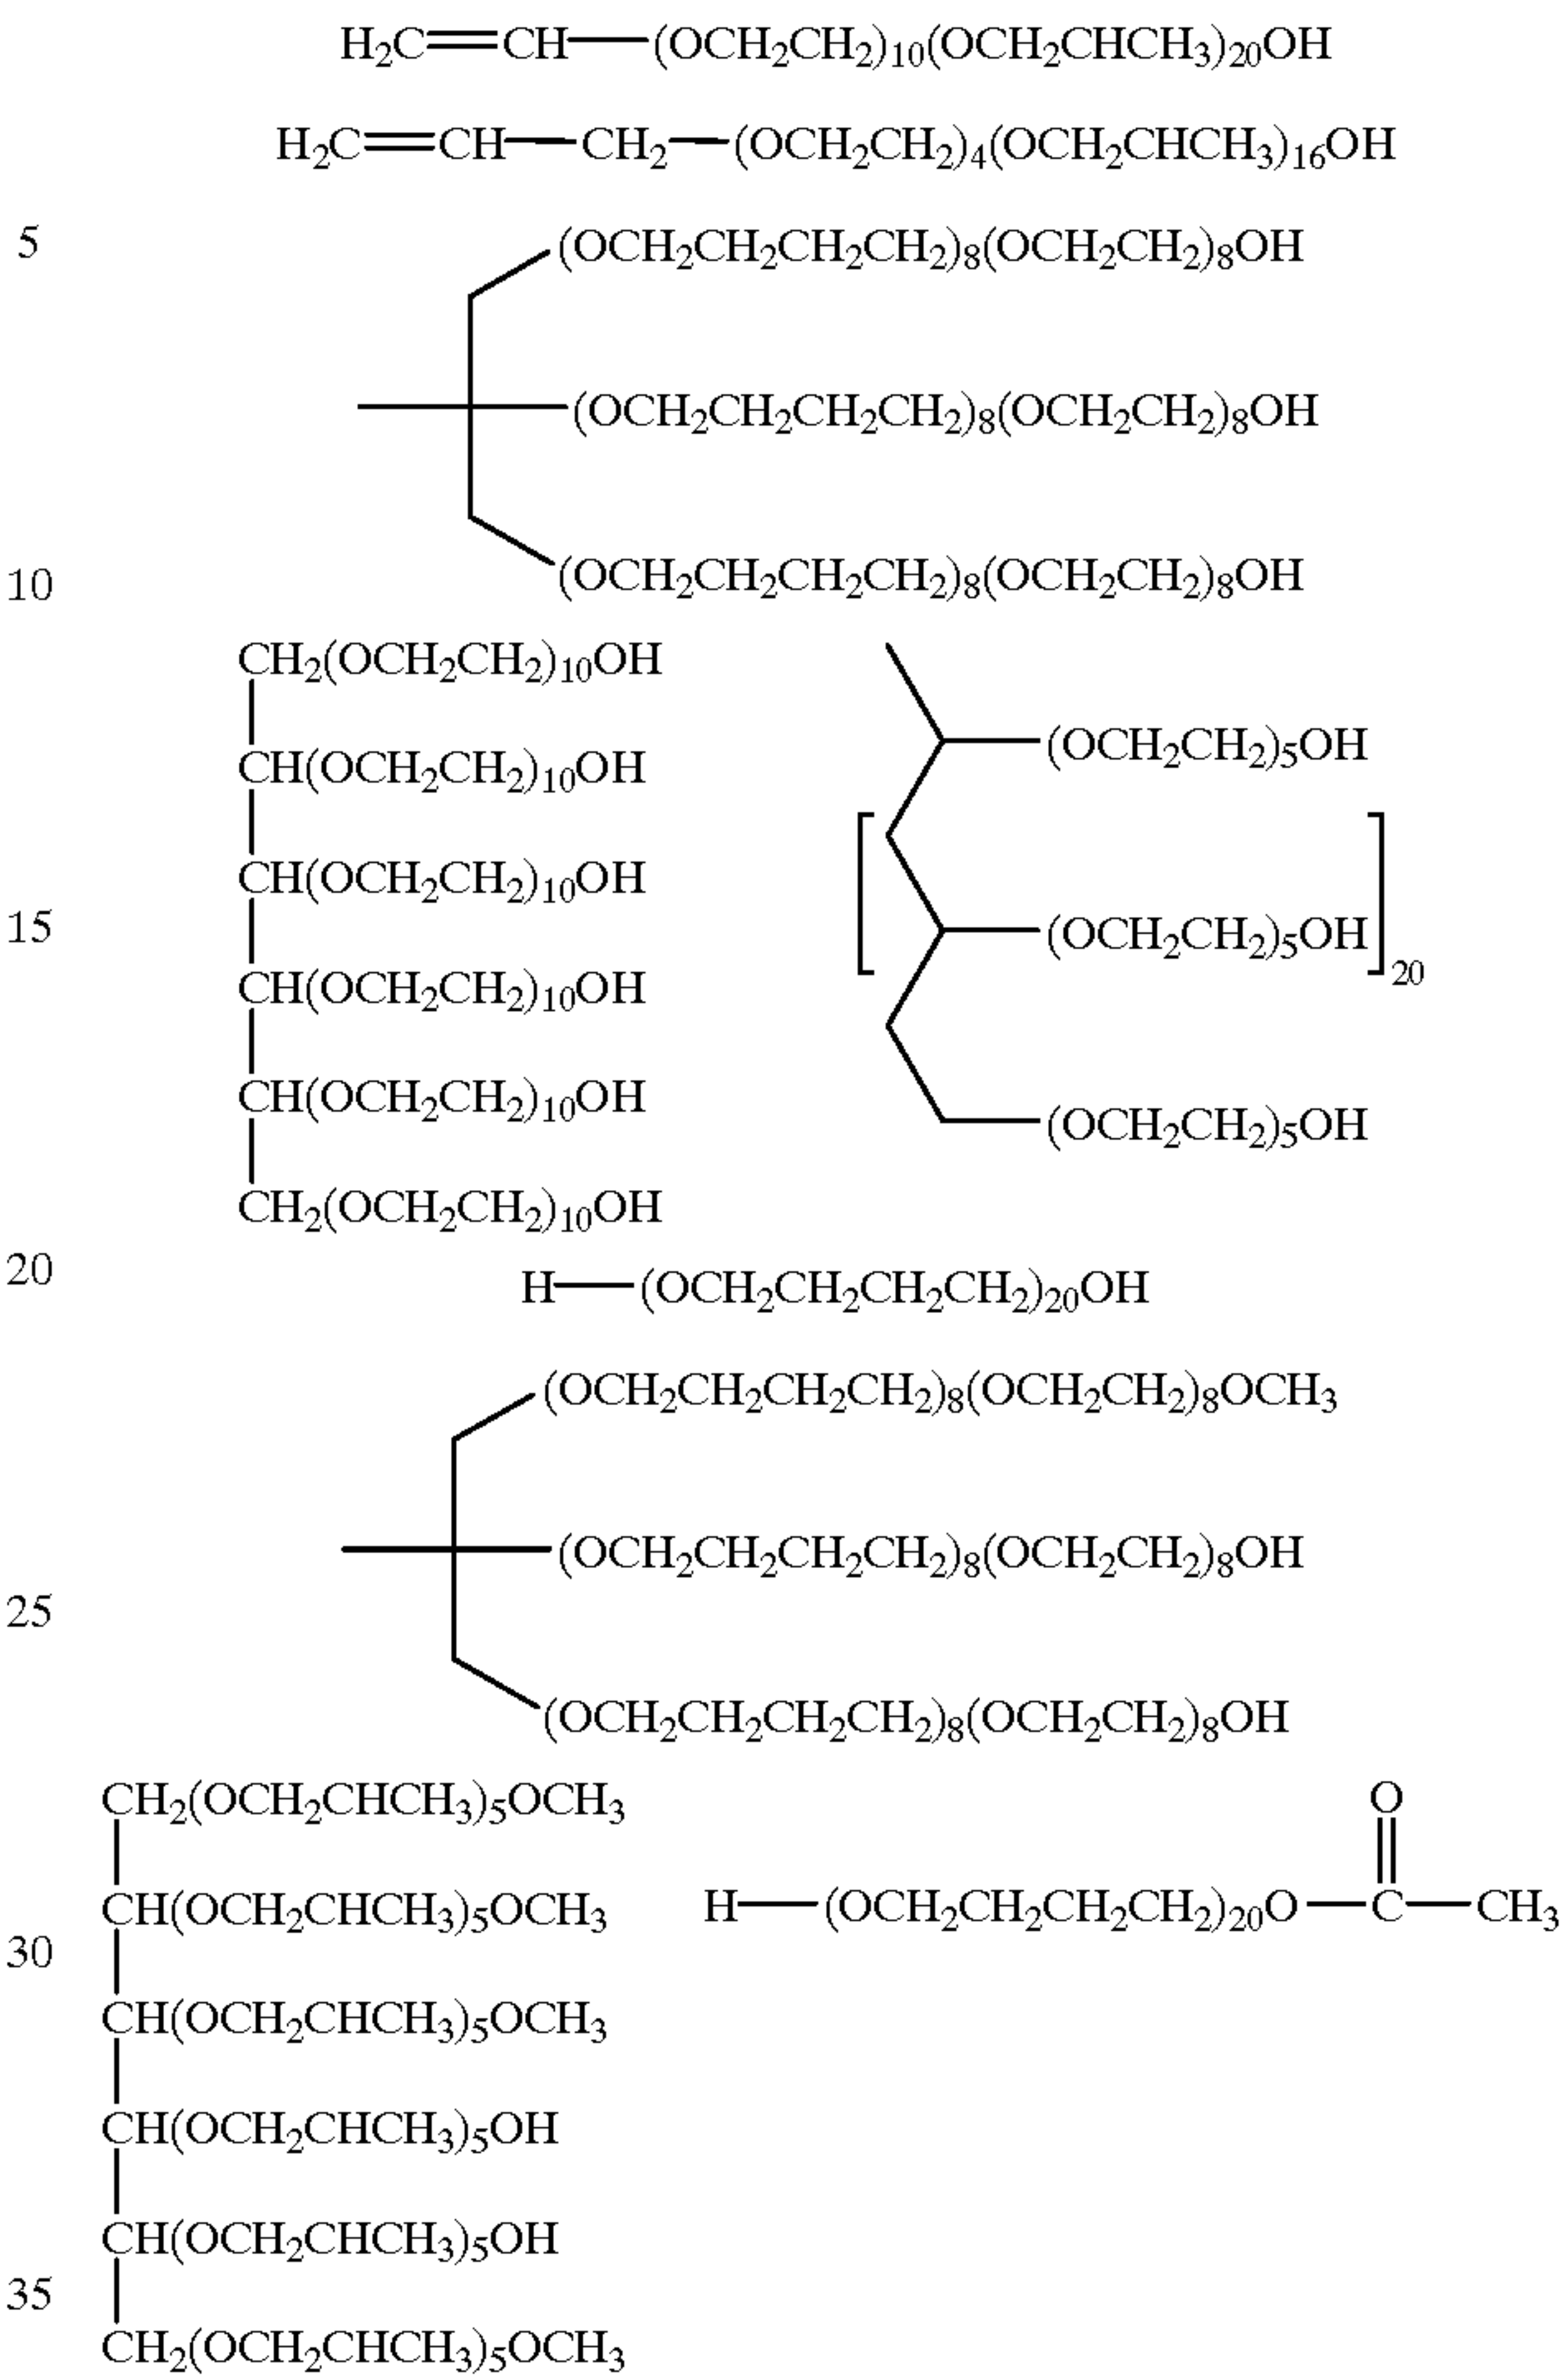 H₂C=CH—(OCH₂CH₂)₁₀(OCH₂CHCH₃)₂₀OH
H₂C=CH—CH₂—(OCH₂CH₂)₄(OCH₂CHCH₃)₁₆OH
5 (OCH₂CH₂CH₂CH₂)₈(OCH₂CH₂)₈OH
(OCH₂CH₂CH₂CH₂)₈(OCH₂CH₂)₈OH
10 (OCH₂CH₂CH₂CH₂)₈(OCH₂CH₂)₈OH
CH₂(OCH₂CH₂)₁₀OH
(OCH₂CH₂)₅OH
CH(OCH₂CH₂)₁₀OH
CH(OCH₂CH₂)₁₀OH
15 [(OCH₂CH₂)₅OH]₂₀
CH(OCH₂CH₂)₁₀OH
CH(OCH₂CH₂)₁₀OH
(OCH₂CH₂)₅OH
CH₂(OCH₂CH₂)₁₀OH
20 H—(OCH₂CH₂CH₂CH₂)₂₀OH
(OCH₂CH₂CH₂CH₂)₈(OCH₂CH₂)₈OCH₃
(OCH₂CH₂CH₂CH₂)₈(OCH₂CH₂)₈OH
25
(OCH₂CH₂CH₂CH₂)₈(OCH₂CH₂)₈OH
CH₂(OCH₂CHCH₃)₅OCH₃
O
CH(OCH₂CHCH₃)₅OCH₃
H—(OCH₂CH₂CH₂CH₂)₂₀O—C—CH₃
30
CH(OCH₂CHCH₃)₅OCH₃
CH(OCH₂CHCH₃)₅OH
CH(OCH₂CHCH₃)₅OH
35
CH₂(OCH₂CHCH₃)₅OCH₃